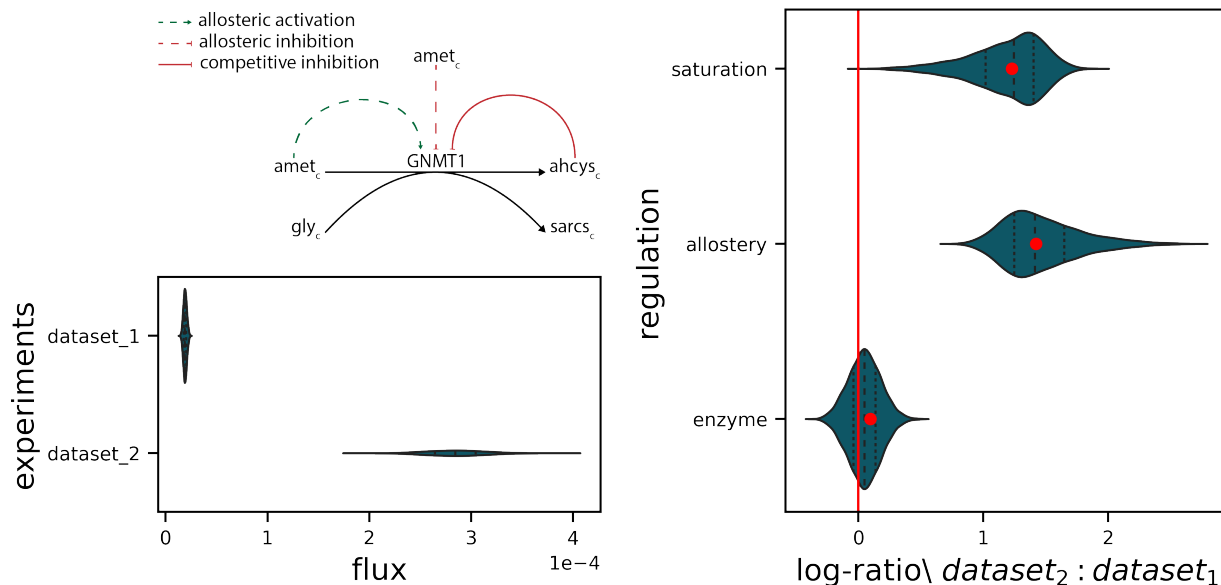 allosteric activation
allosteric inhibition
competitive inhibition
amet c
amet c
GNMT1
ahcys c
gly c
sarcs c
experiments
dataset_1
dataset_2
0 1 2 3 4
1e−4
flux
regulation
saturation
allostery
enzyme
0 1 2
log-ratio\ dataset₂ : dataset₁